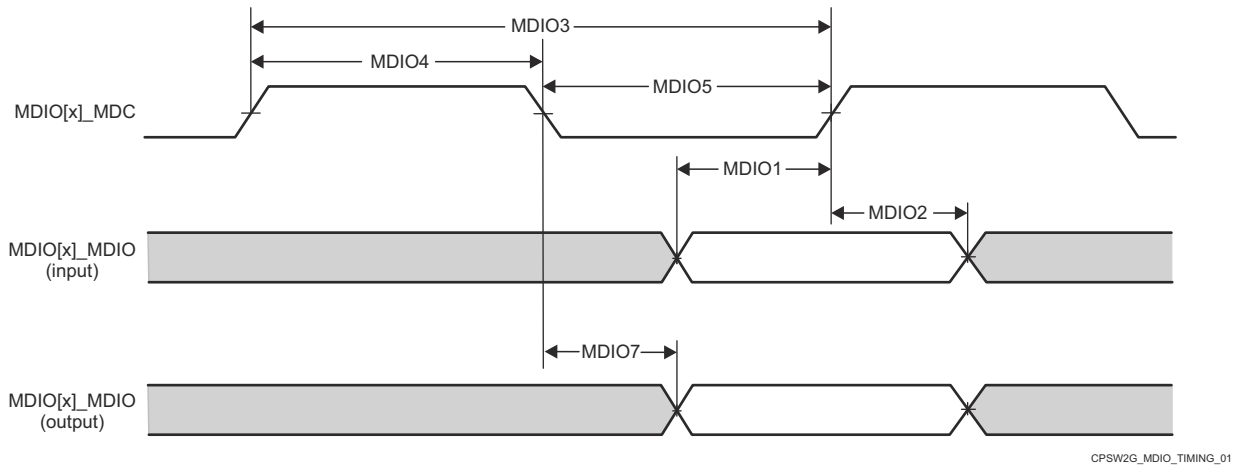 MDIO3
MDIO4
MDIO5
MDIO[x]_MDC
MDIO1
MDIO2
MDIO[x]_MDIO
(input)
MDIO7
MDIO[x]_MDIO
(output)
CPSW2G_MDIO_TIMING_01